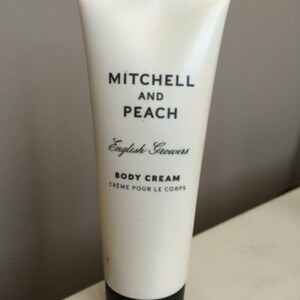 MITCHELL
AND
PEACH
English Growers
BODY CREAM
CRÈME POUR LE CORPS